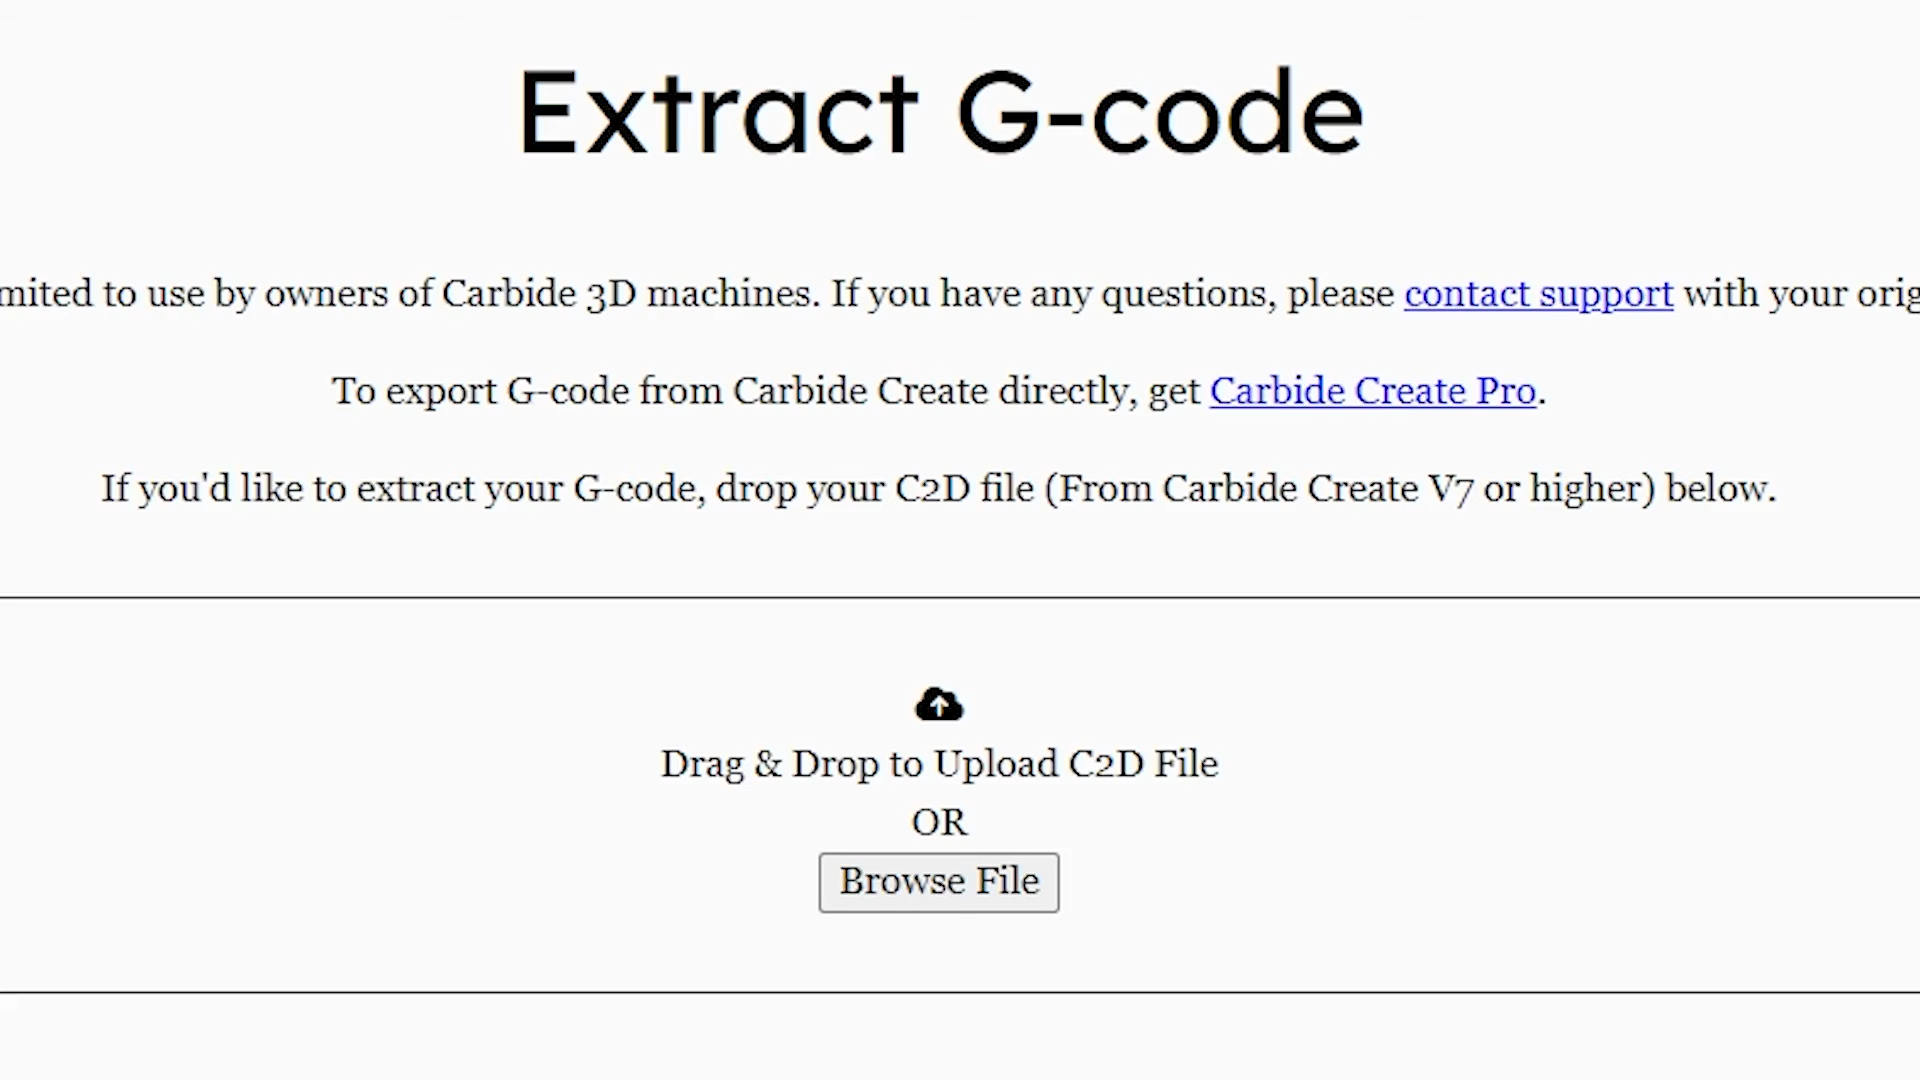 Extract G-code
to use by owners of Carbide 3D machines. If you have any questions, please contact support with your
To export G-code from Carbide Create directly, get Carbide Create Pro.
If you'd like to extract your G-code, drop your C2D file (From Carbide Create V7 or higher) below.
Drag & Drop to Upload C2D File
OR
Browse File